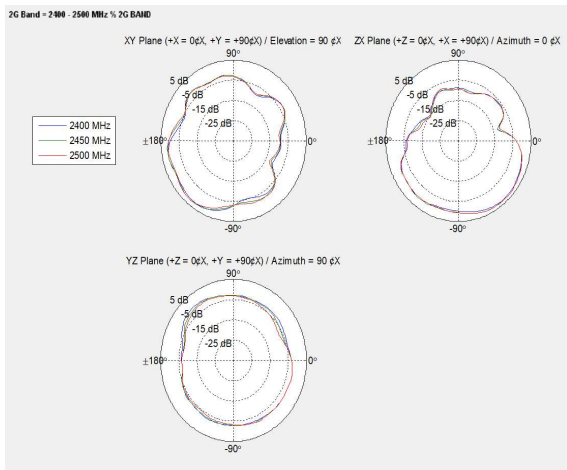 2G Band = 2400 - 2500 MHz % 2G BAND
XY Plane (+X = 0¢X, +Y = +90¢X) / Elevation = 90 ¢X
90°
5 dB
-5 dB
-15 dB
-25 dB
±180°
0°
-90°
ZX Plane (+Z = 0¢X, +X = +90¢X) / Azimuth = 0 ¢X
90°
5 dB
-5 dB
-15 dB
-25 dB
±180°
0°
-90°
2400 MHz
2450 MHz
2500 MHz
YZ Plane (+Z = 0¢X, +Y = +90¢X) / Azimuth = 90 ¢X
90°
5 dB
-5 dB
-15 dB
-25 dB
±180°
0°
-90°